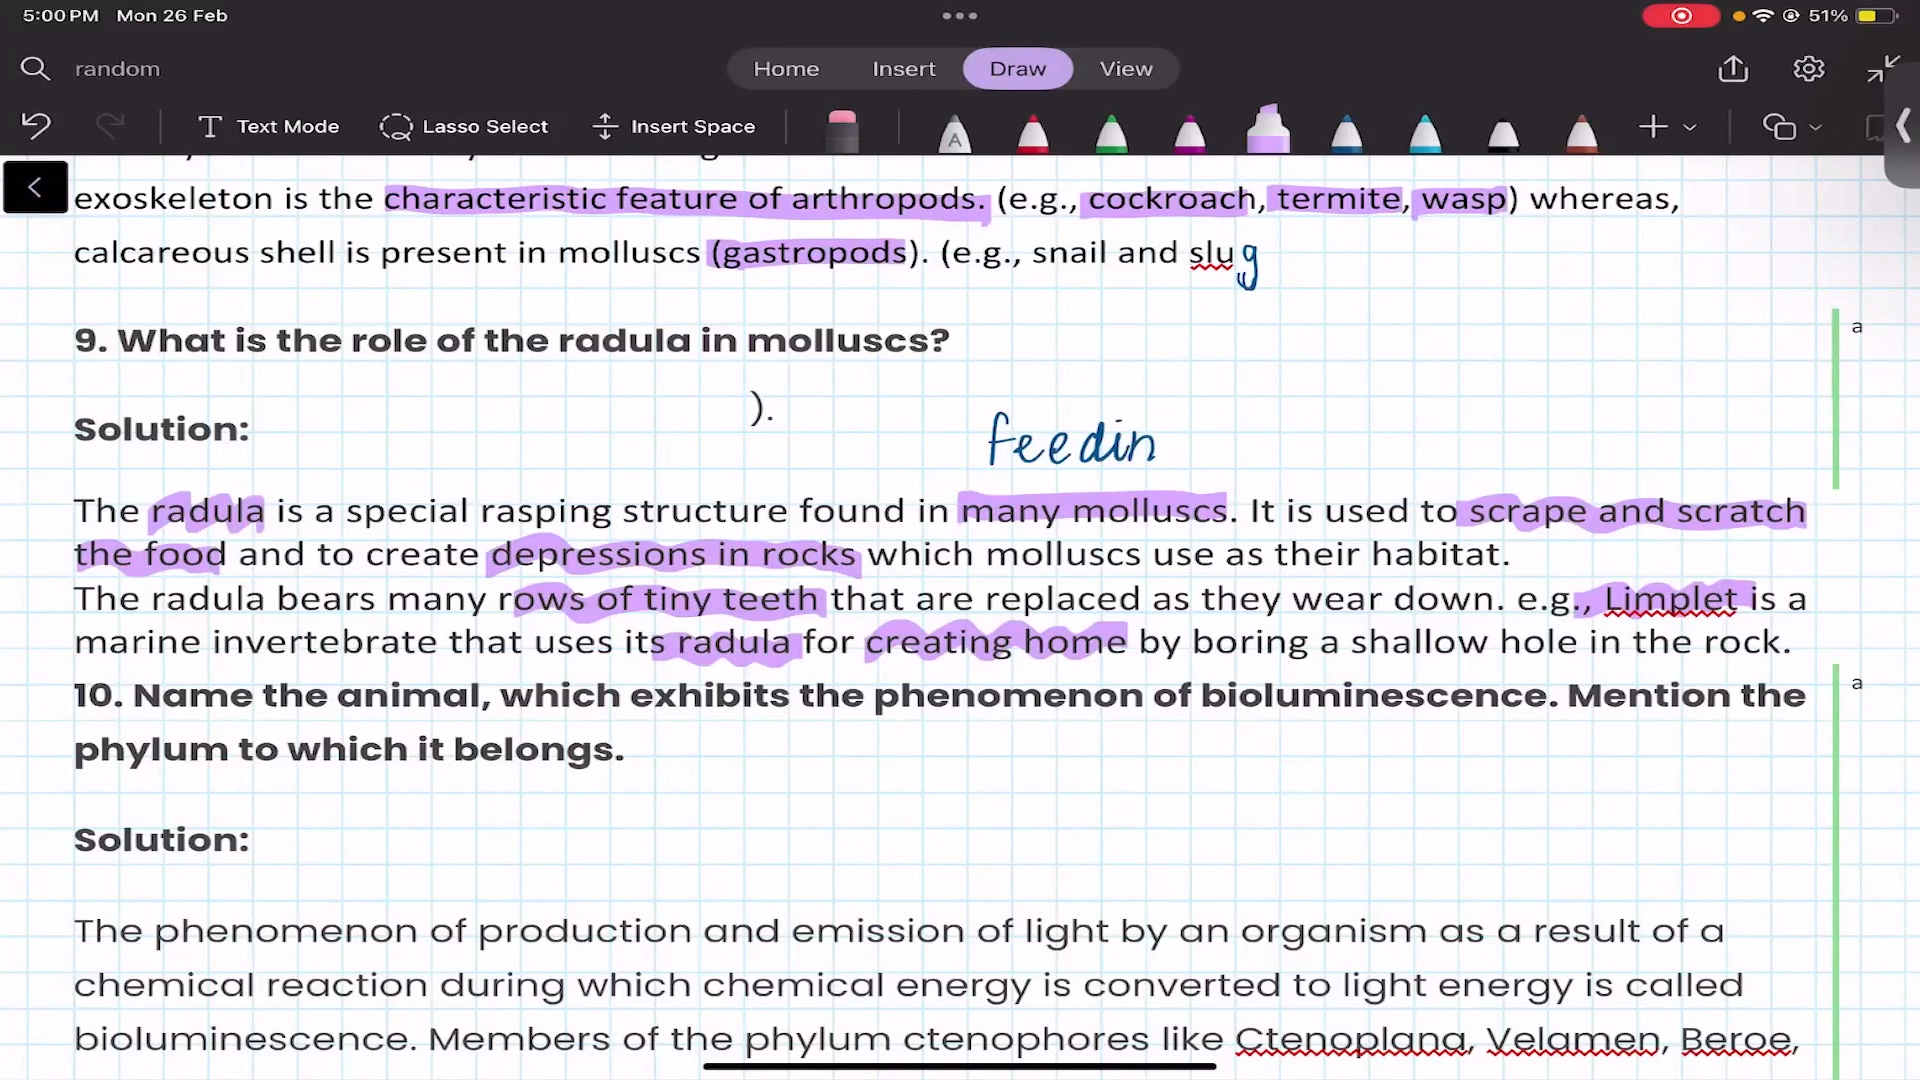 5:00 PM Mon 26 Feb
51%
random
Home Insert Draw View
Text Mode Lasso Select Insert Space
A
exoskeleton is the characteristic feature of arthropods. (e.g., cockroach, termite, wasp) whereas,
calcareous shell is present in molluscs (gastropods). (e.g., snail and slug
9. What is the role of the radula in molluscs?
a
).
Solution:
feedin
The radula is a special rasping structure found in many molluscs. It is used to scrape and scratch
the food and to create depressions in rocks which molluscs use as their habitat.
The radula bears many rows of tiny teeth that are replaced as they wear down. e.g., Limplet is a
marine invertebrate that uses its radula for creating home by boring a shallow hole in the rock.
a
10. Name the animal, which exhibits the phenomenon of bioluminescence. Mention the
phylum to which it belongs.
Solution:
The phenomenon of production and emission of light by an organism as a result of a
chemical reaction during which chemical energy is converted to light energy is called
bioluminescence. Members of the phylum ctenophores like Ctenoplana, Velamen, Beroe,